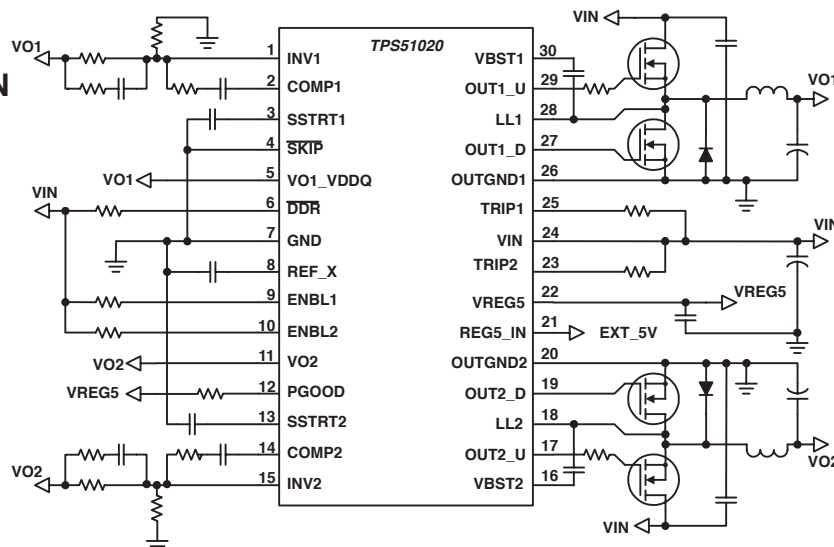 N
TPS51020
VO1
1 INV1
2 COMP1
3 SSTRT1
4 SKIP
VO1 5 VO1_VDDQ
VIN
6 DDR
7 GND
8 REF_X
9 ENBL1
10 ENBL2
VO2 11 VO2
VREG5 12 PGOOD
13 SSTRT2
14 COMP2
VO2
15 INV2
VIN
VBST1 30
OUT1_U 29
LL1 28
OUT1_D 27
OUTGND1 26
VO1
TRIP1 25
VIN 24 VIN
TRIP2 23
VREG5 22 VREG5
REG5_IN 21 EXT_5V
OUTGND2 20
OUT2_D 19
LL2 18
OUT2_U 17
VBST2 16
VO2
VIN